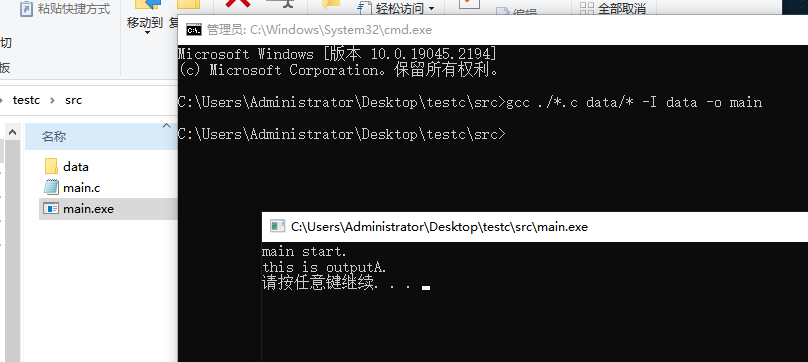 粘贴快捷方式
移动到
复制
轻松访问
编辑
全部取消
切
板
testc
src
名称
data
main.c
main.exe
管理员: C:\Windows\System32\cmd.exe
Microsoft Windows [版本 10.0.19045.2194]
(c) Microsoft Corporation。保留所有权利。
C:\Users\Administrator\Desktop\testc\src>gcc ./*.c data/* -I data -o main
C:\Users\Administrator\Desktop\testc\src>
C:\Users\Administrator\Desktop\testc\src\main.exe
main start.
this is outputA.
请按任意键继续. . .